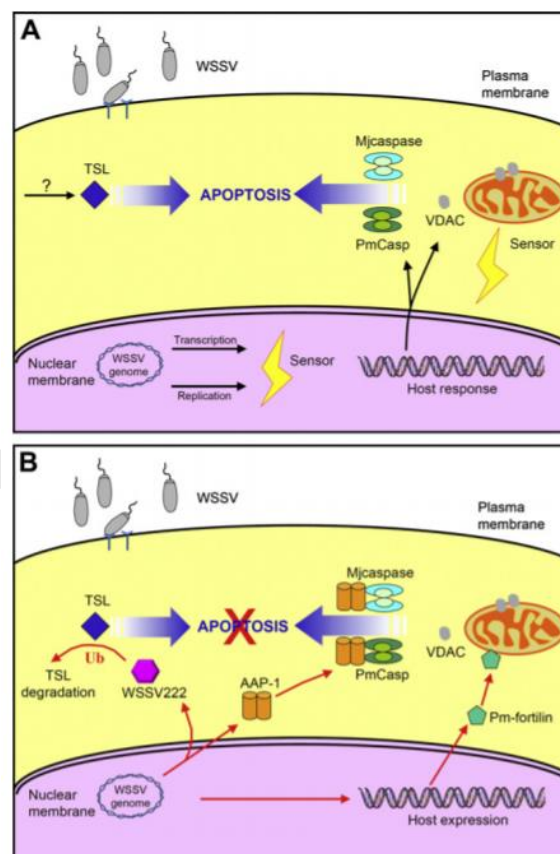 A
WSSV
Plasma
membrane
Mjcaspase
TSL
?
APOPTOSIS
VDAC
PmCasp
Sensor
Transcription
Nuclear
membrane
WSSV
genome
Sensor
Replication
Host response
B
WSSV
Plasma
membrane
Mjcaspase
TSL
APOPTOSIS
X
VDAC
Ub
AAP-1
PmCasp
TSL
degradation
WSSV222
Pm-fortilin
Nuclear
membrane
WSSV
genome
Host expression